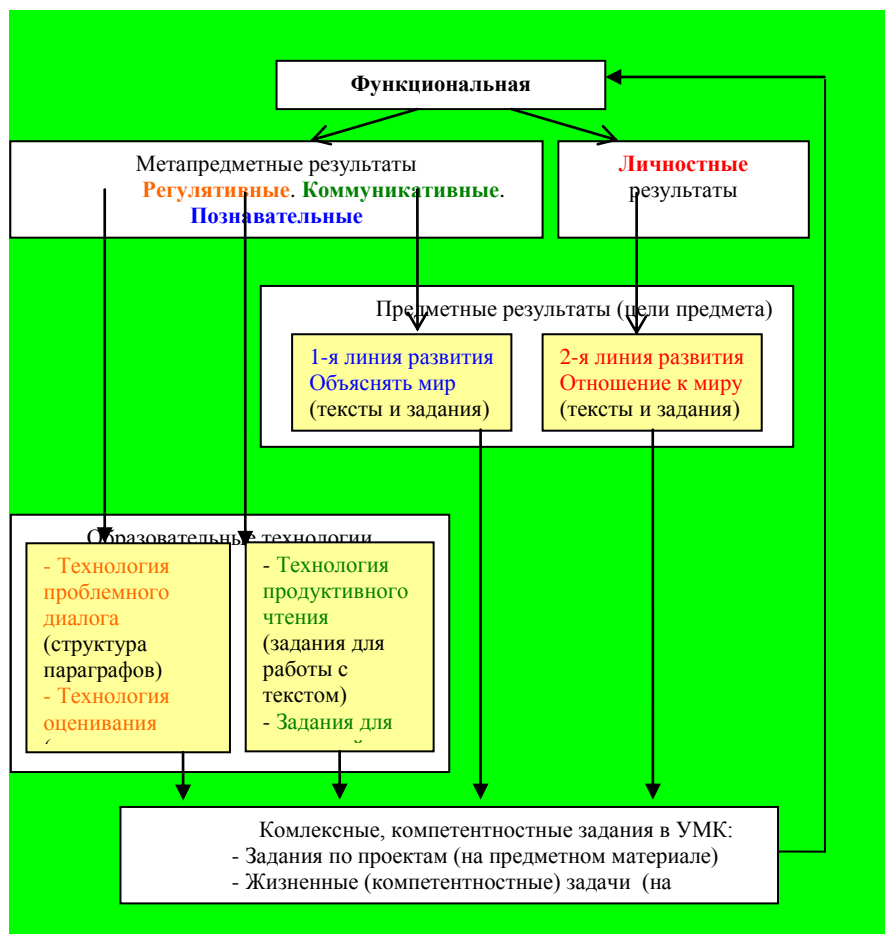 Функциональная
Метапредметные результаты
Регулятивные. Коммуникативные.
Познавательные
Личностные
результаты
Предметные результаты (цели предмета)
1-я линия развития
Объяснять мир
(тексты и задания)
2-я линия развития
Отношение к миру
(тексты и задания)
Образовательные технологии
- Технология
проблемного
диалога
(структура
параграфов)
- Технология
оценивания
- Технология
продуктивного
чтения
(задания для
работы с
текстом)
- Задания для
Комлексные, компетентностные задания в УМК:
- Задания по проектам (на предметном материале)
- Жизненные (компетентностные) задачи (на